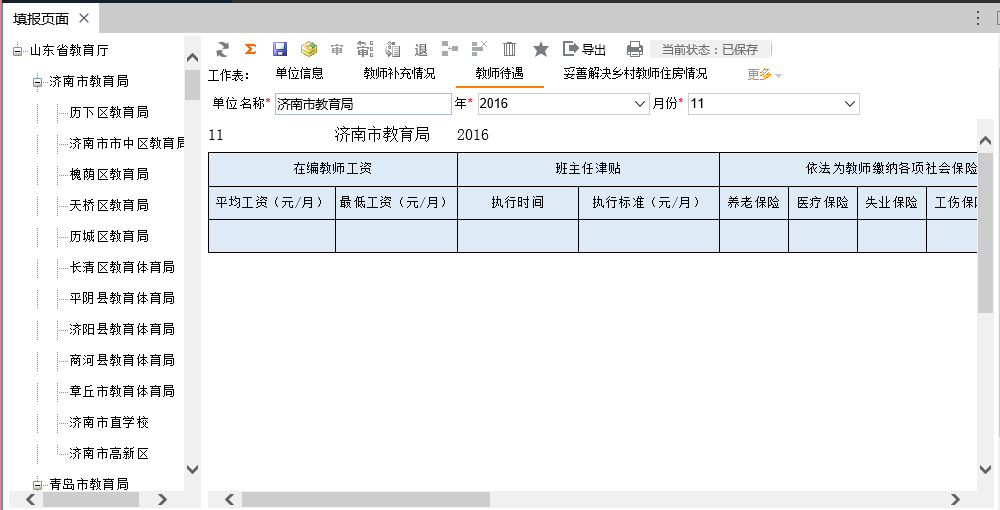 填报页面
山东省教育厅
济南市教育局
历下区教育局
济南市市中区教育局
槐荫区教育局
天桥区教育局
历城区教育局
长清区教育体育局
平阴县教育体育局
济阳县教育体育局
商河县教育体育局
章丘市教育体育局
济南市直学校
济南市高新区
青岛市教育局
审 审 退 导出 当前状态：已保存
工作表： 单位信息 教师补充情况 教师待遇 妥善解决乡村教师住房情况 更多
单位名称* 济南市教育局 年* 2016 月份* 11
11 济南市教育局 2016
在编教师工资 班主任津贴 依法为教师缴纳各项社会保险
平均工资（元/月） 最低工资（元/月） 执行时间 执行标准（元/月） 养老保险 医疗保险 失业保险 工伤保